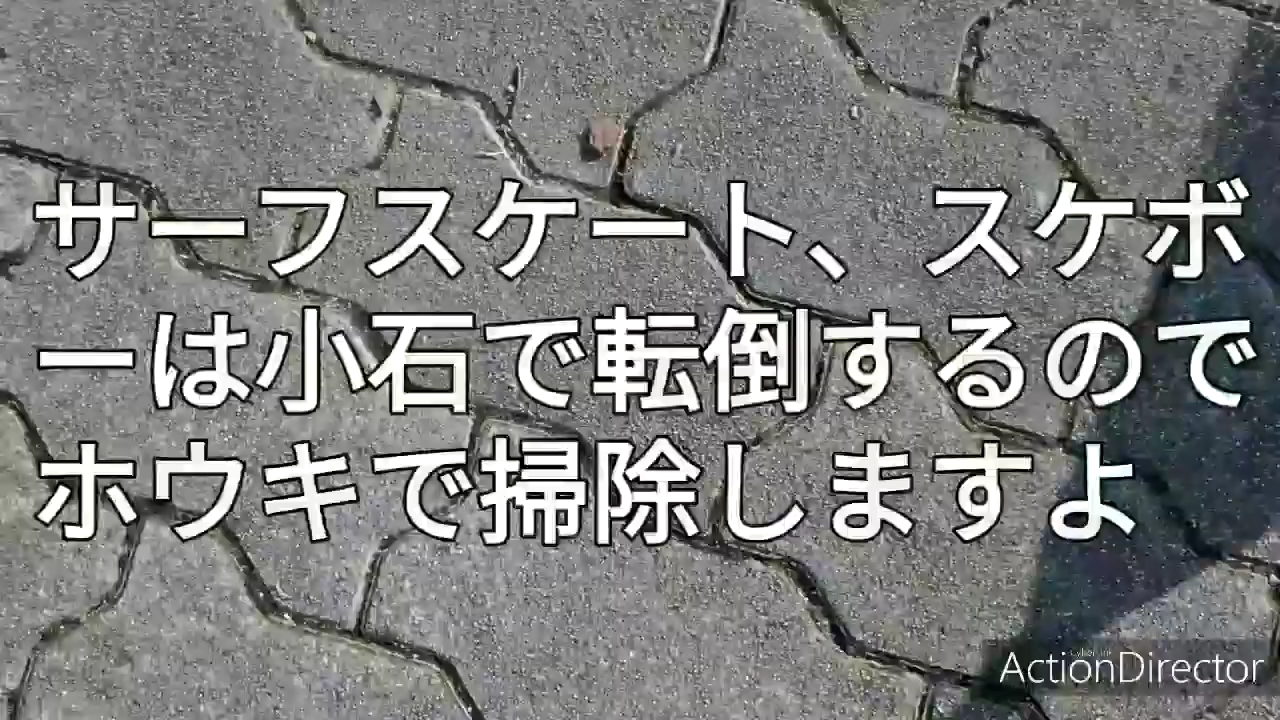 サーフスケート、スケボ
ーは小石で転倒するので
ホウキで掃除しますよ
CyberLink
ActionDirector